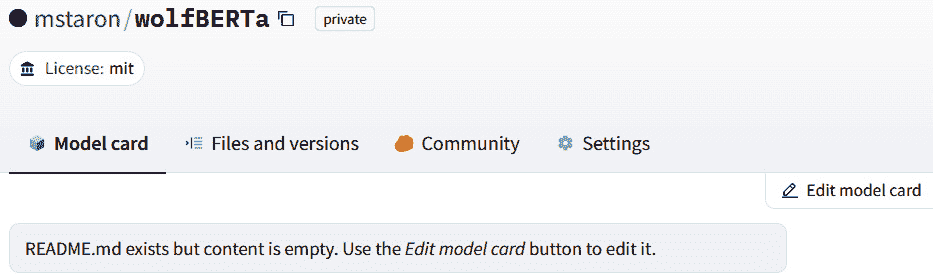 mstaron/wolfBERTa private
License: mit
Model card Files and versions Community Settings
Edit model card
README.md exists but content is empty. Use the Edit model card button to edit it.